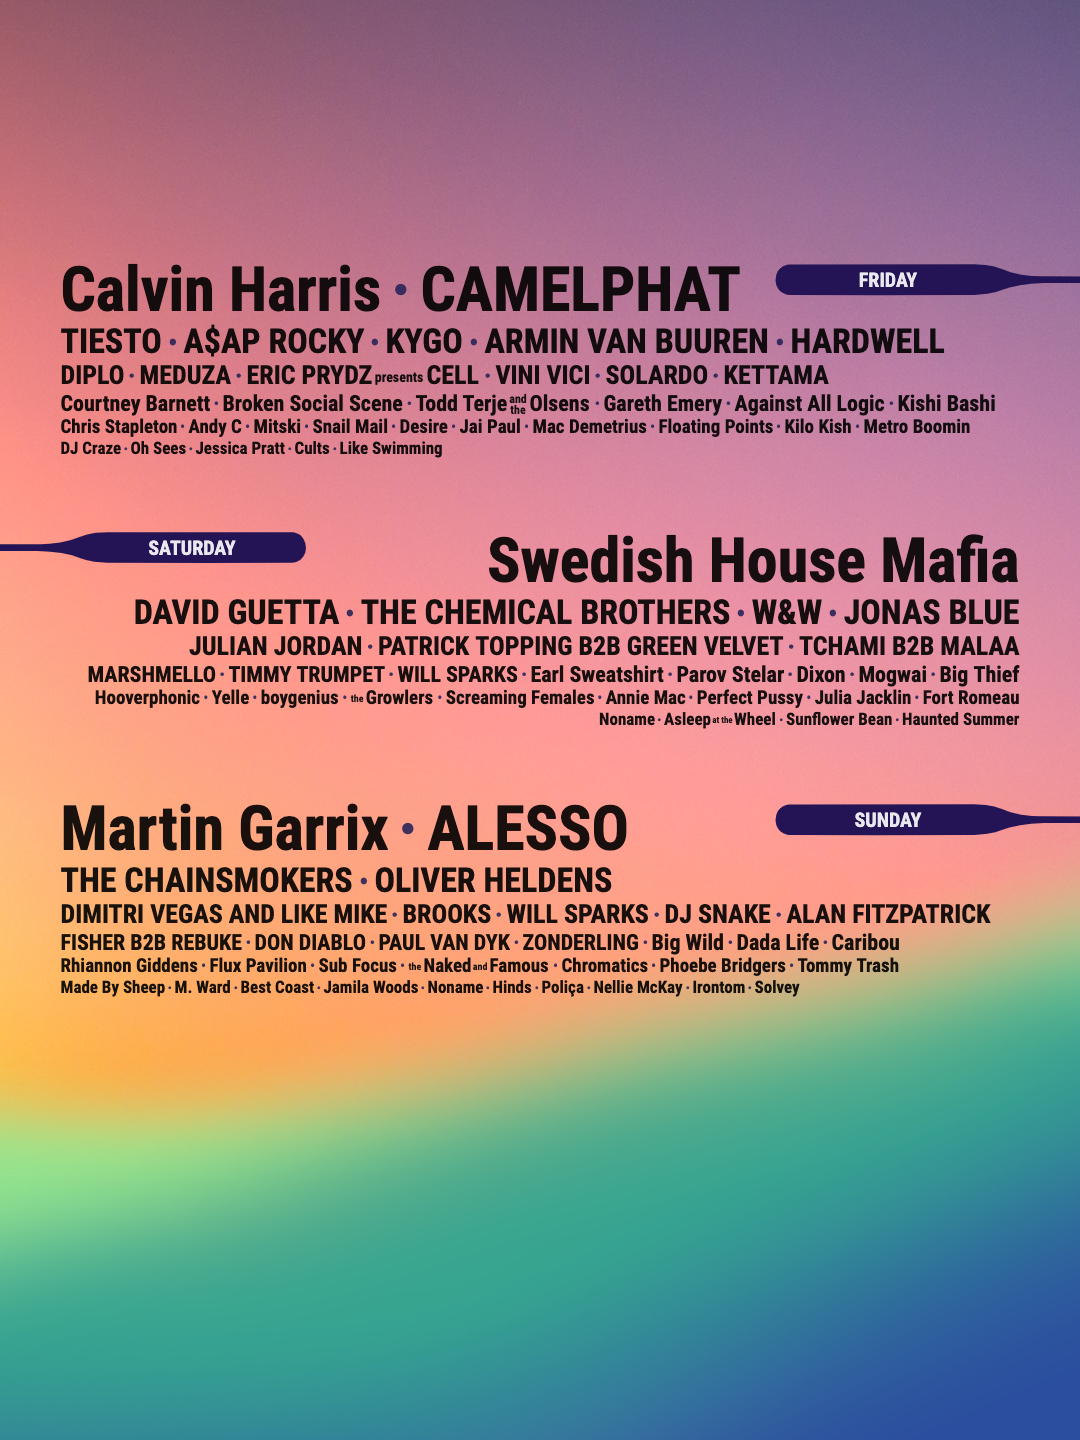 Calvin Harris • CAMELPHAT
FRIDAY
TIESTO • A$AP ROCKY • KYGO • ARMIN VAN BUUREN • HARDWELL
DIPLO • MEDUZA • ERIC PRYDZ presents CELL • VINI VICI • SOLARDO • KETTAMA
Courtney Barnett • Broken Social Scene • Todd Terje and the Olsens • Gareth Emery • Against All Logic • Kishi Bashi
Chris Stapleton • Andy C • Mitski • Snail Mail • Desire • Jai Paul • Mac Demetrius • Floating Points • Kilo Kish • Metro Boomin
DJ Craze • Oh Sees • Jessica Pratt • Cults • Like Swimming
SATURDAY
Swedish House Mafia
DAVID GUETTA • THE CHEMICAL BROTHERS • W&W • JONAS BLUE
JULIAN JORDAN • PATRICK TOPPING B2B GREEN VELVET • TCHAMI B2B MALAA
MARSHMELLO • TIMMY TRUMPET • WILL SPARKS • Earl Sweatshirt • Parov Stelar • Dixon • Mogwai • Big Thief
Hooverphonic • Yelle • boygenius • the Growlers • Screaming Females • Annie Mac • Perfect Pussy • Julia Jacklin • Fort Romeau
Noname • Asleep at the Wheel • Sunflower Bean • Haunted Summer
Martin Garrix • ALESSO
SUNDAY
THE CHAINSMOKERS • OLIVER HELDENS
DIMITRI VEGAS AND LIKE MIKE • BROOKS • WILL SPARKS • DJ SNAKE • ALAN FITZPATRICK
FISHER B2B REBUKE • DON DIABLO • PAUL VAN DYK • ZONDERLING • Big Wild • Dada Life • Caribou
Rhiannon Giddens • Flux Pavilion • Sub Focus • the Naked and Famous • Chromatics • Phoebe Bridgers • Tommy Trash
Made By Sheep • M. Ward • Best Coast • Jamila Woods • Noname • Hinds • Poliça • Nellie McKay • Irontom • Solvey